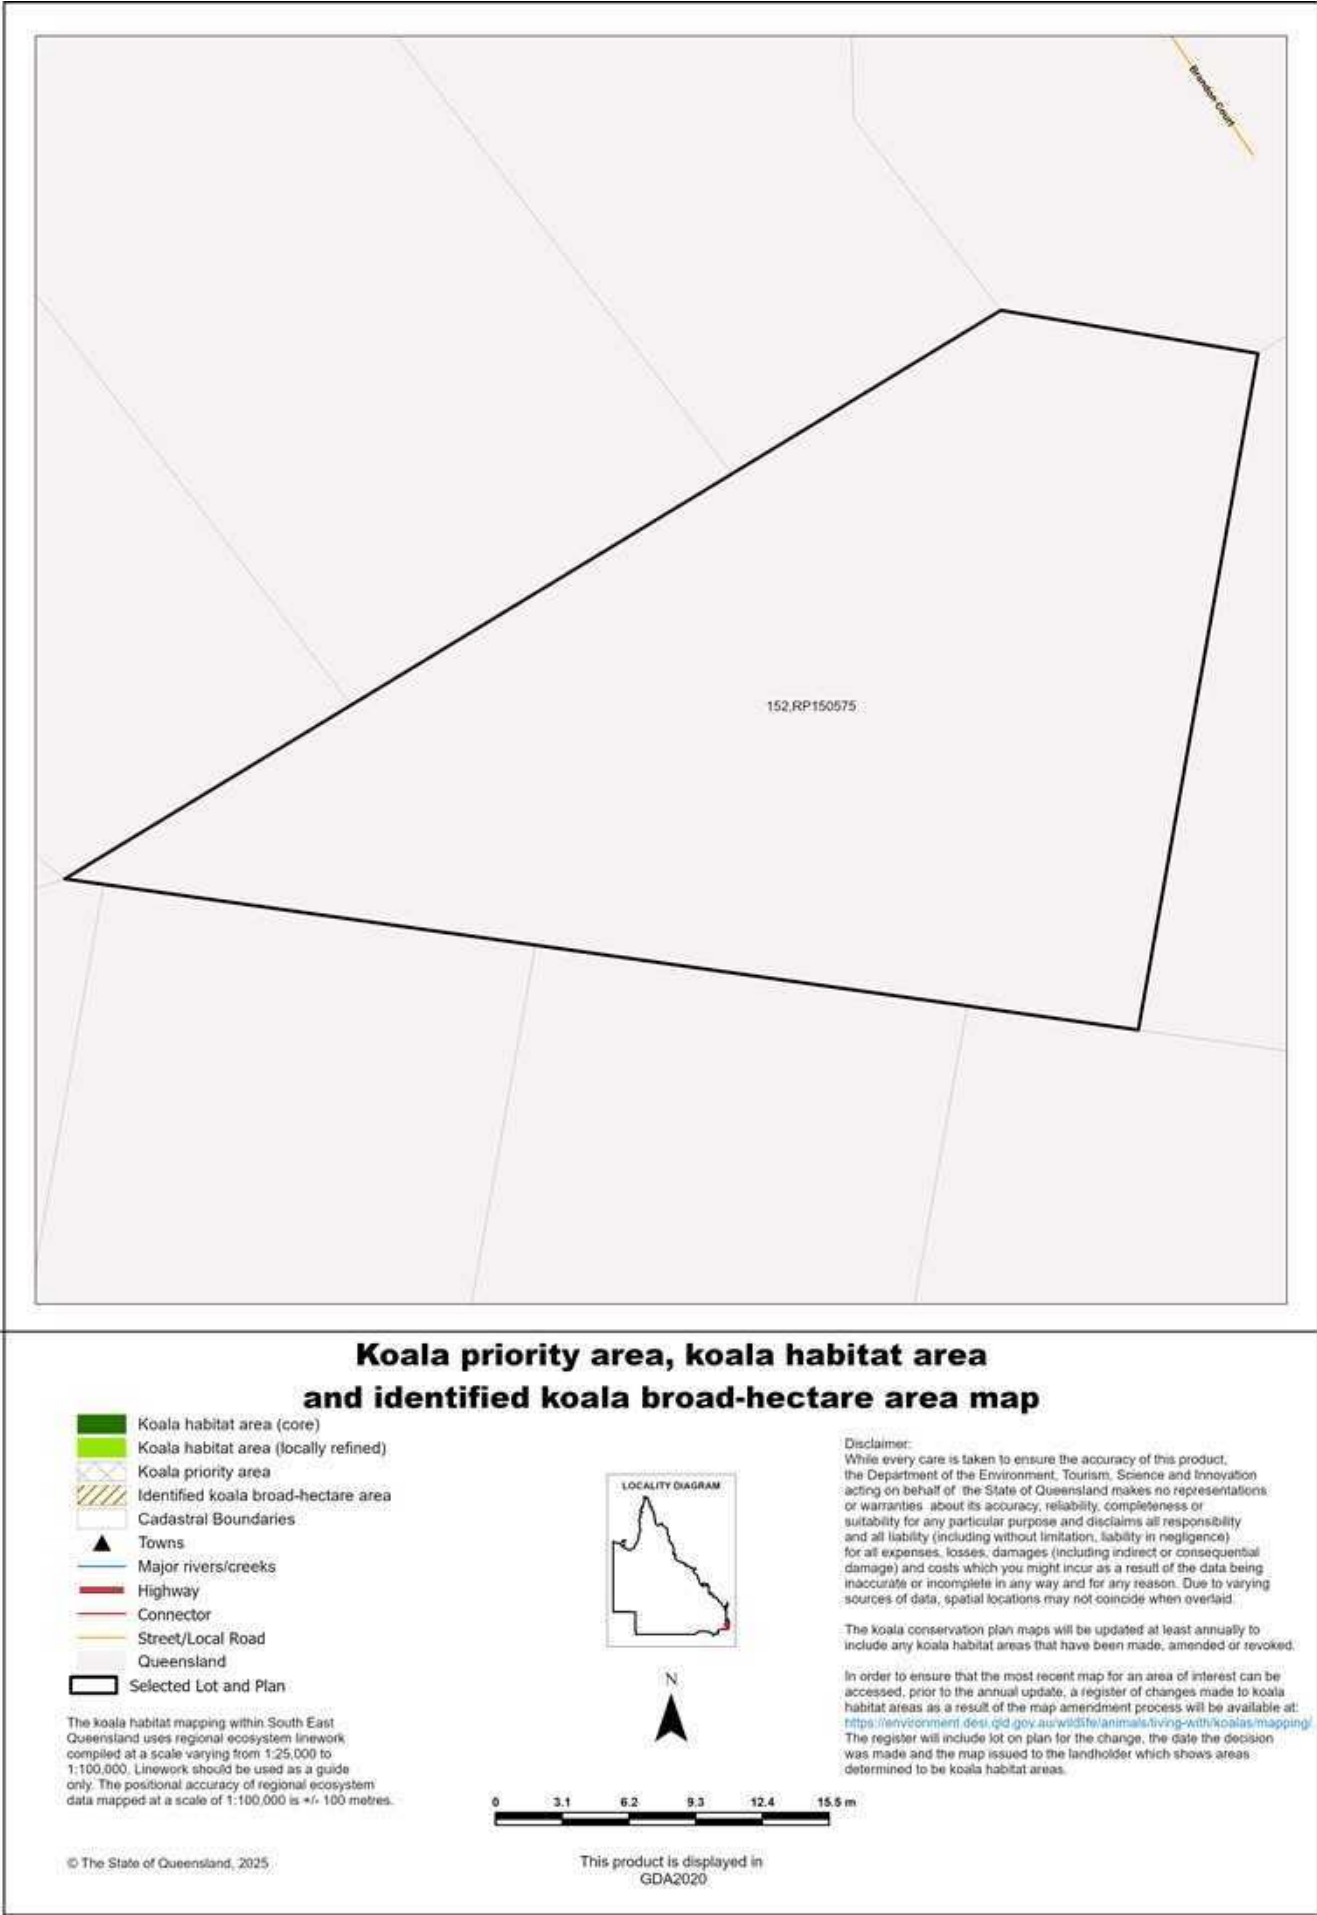 Brandon Court
152,RP150575
Koala priority area, koala habitat area
and identified koala broad-hectare area map
Koala habitat area (core)
Koala habitat area (locally refined)
Koala priority area
Identified koala broad-hectare area
Cadastral Boundaries
Towns
Major rivers/creeks
Highway
Connector
Street/Local Road
Queensland
Selected Lot and Plan
The koala habitat mapping within South East
Queensland uses regional ecosystem linework
compiled at a scale varying from 1:25,000 to
1:100,000. Linework should be used as a guide
only. The positional accuracy of regional ecosystem
data mapped at a scale of 1:100,000 is +/- 100 metres.
© The State of Queensland, 2025
LOCALITY DIAGRAM
N
0 3.1 6.2 9.3 12.4 15.5 m
This product is displayed in
GDA2020
Disclaimer:
While every care is taken to ensure the accuracy of this product,
the Department of the Environment, Tourism, Science and Innovation
acting on behalf of the State of Queensland makes no representations
or warranties about its accuracy, reliability, completeness or
suitability for any particular purpose and disclaims all responsibility
and all liability (including without limitation, liability in negligence)
for all expenses, losses, damages (including indirect or consequential
damage) and costs which you might incur as a result of the data being
inaccurate or incomplete in any way and for any reason. Due to varying
sources of data, spatial locations may not coincide when overlaid.
The koala conservation plan maps will be updated at least annually to
include any koala habitat areas that have been made, amended or revoked.
In order to ensure that the most recent map for an area of interest can be
accessed, prior to the annual update, a register of changes made to koala
habitat areas as a result of the map amendment process will be available at:
https://environment.desi.qld.gov.au/wildlife/animals/living-with/koalas/mapping/
The register will include lot on plan for the change, the date the decision
was made and the map issued to the landholder which shows areas
determined to be koala habitat areas.